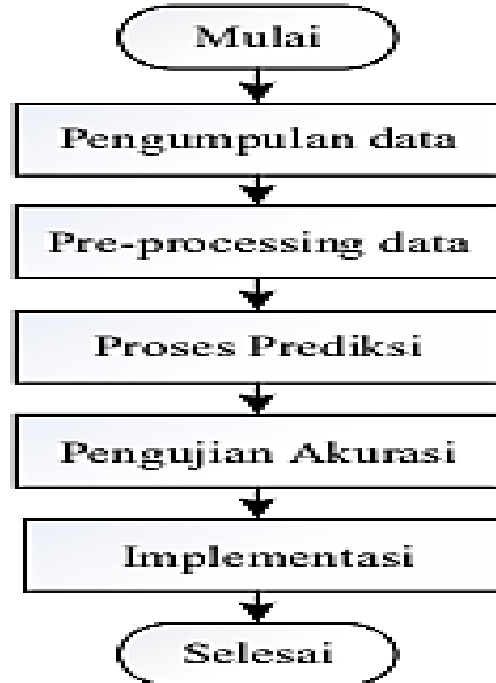 Mulai
Pengumpulan data
Pre-processing data
Proses Prediksi
Pengujian Akurasi
Implementasi
Selesai